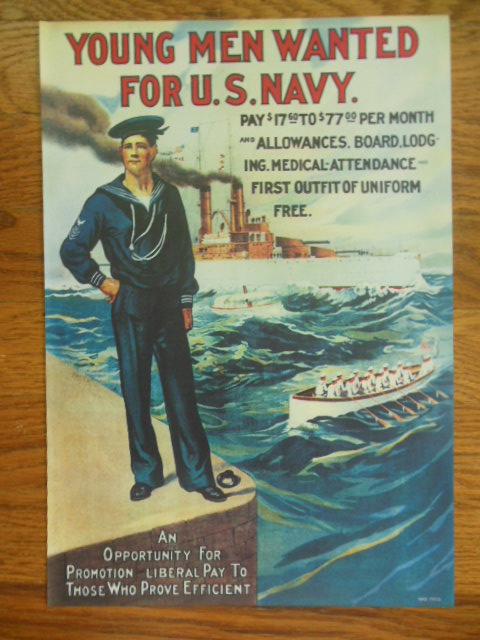 YOUNG MEN WANTED
FOR U.S. NAVY.
PAY $17 60 TO $77 00 PER MONTH
AND ALLOWANCES. BOARD, LODG-
ING. MEDICAL-ATTENDANCE AND
FIRST OUTFIT OF UNIFORM
FREE.
AN
OPPORTUNITY FOR
PROMOTION LIBERAL PAY TO
THOSE WHO PROVE EFFICIENT